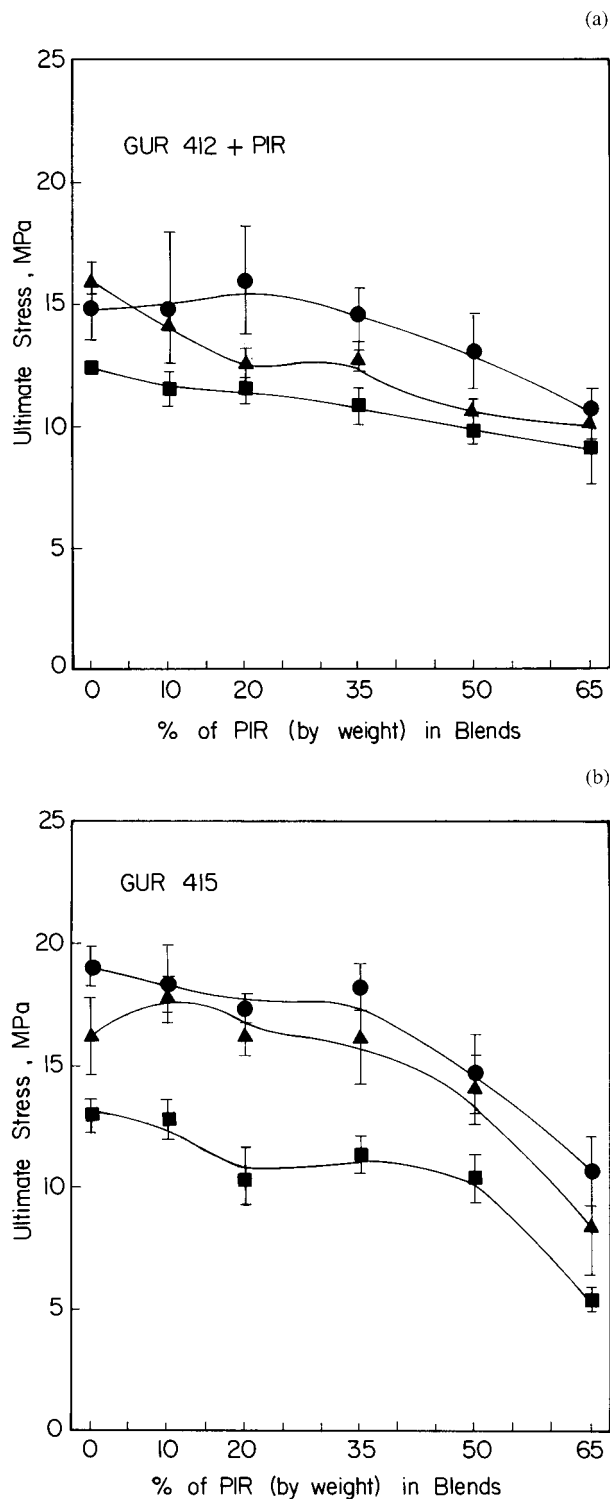 (a)
25
GUR 412 + PIR
20
15
10
5
0
Ultimate Stress , MPa
0 10 20 35 50 65
% of PIR (by weight) in Blends
(b)
25
GUR 415
20
15
10
5
0
Ultimate Stress , MPa
0 10 20 35 50 65
% of PIR (by weight) in Blends